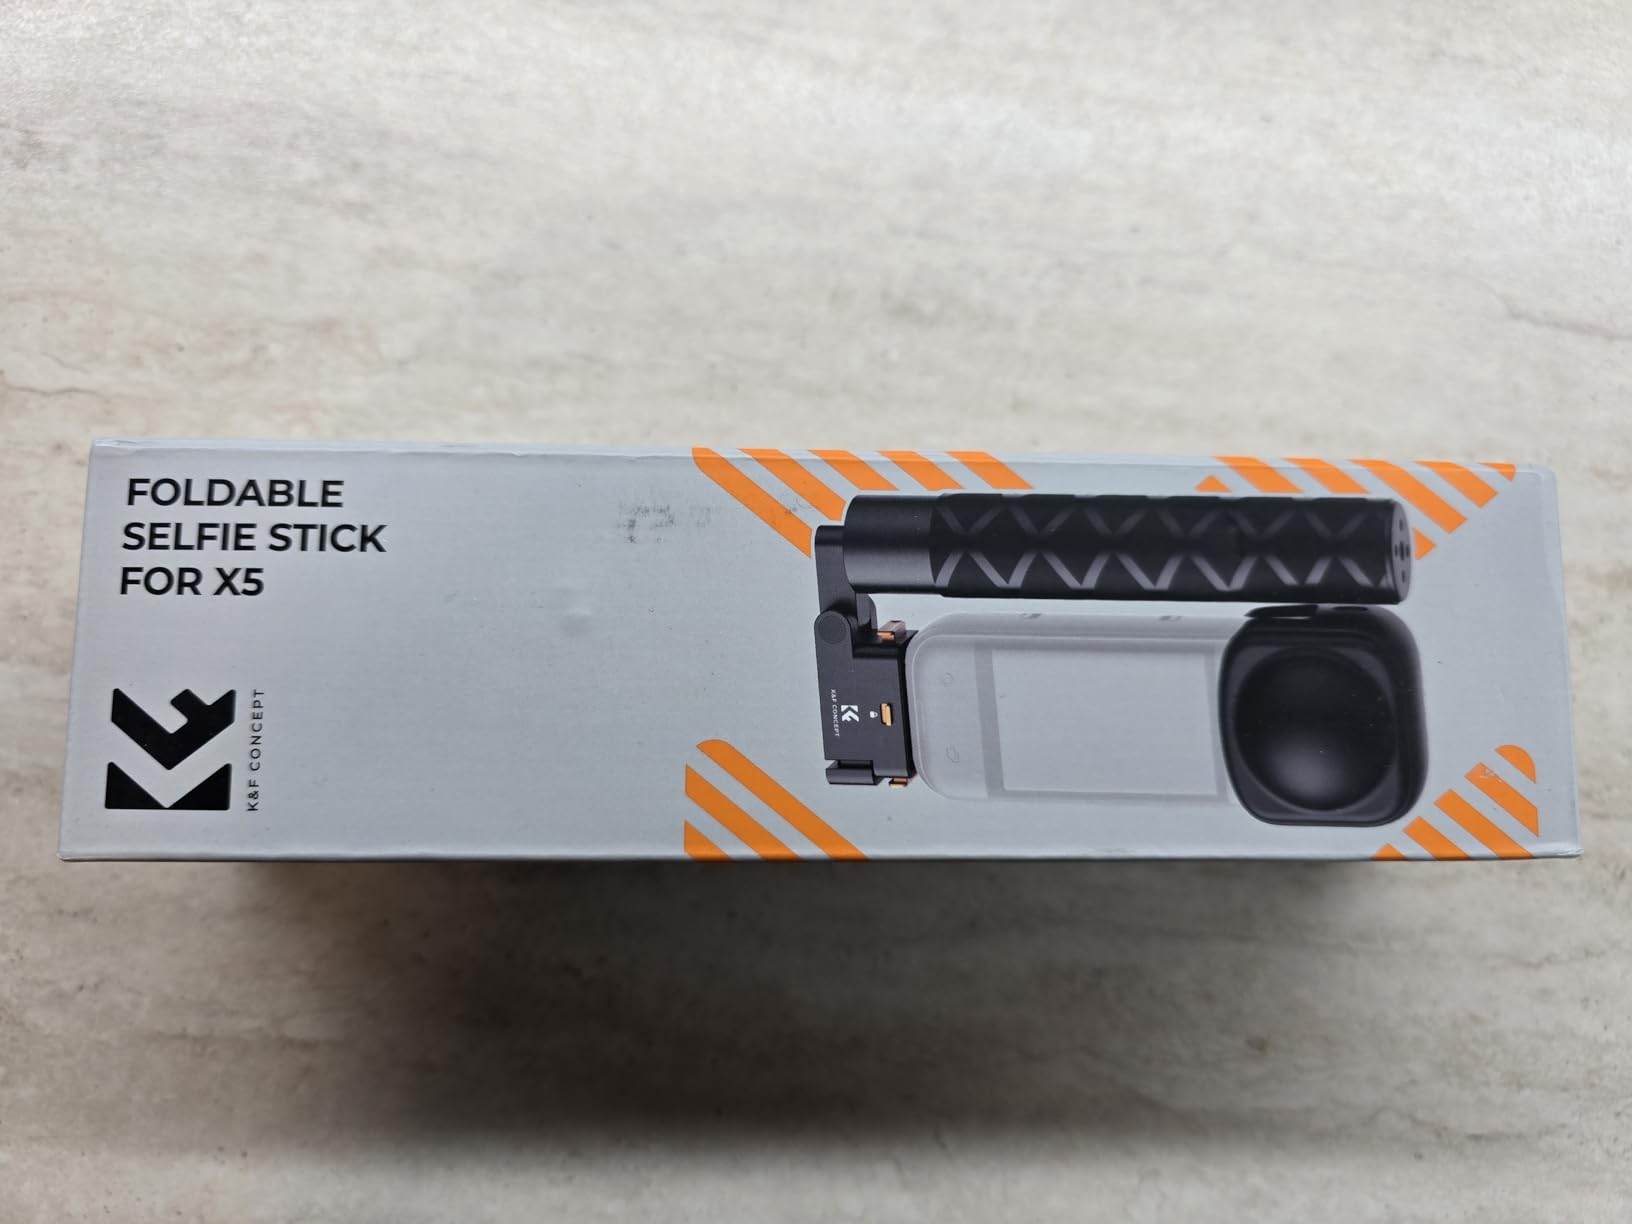 FOLDABLE
SELFIE STICK
FOR X5
K&F CONCEPT
K&F CONCEPT